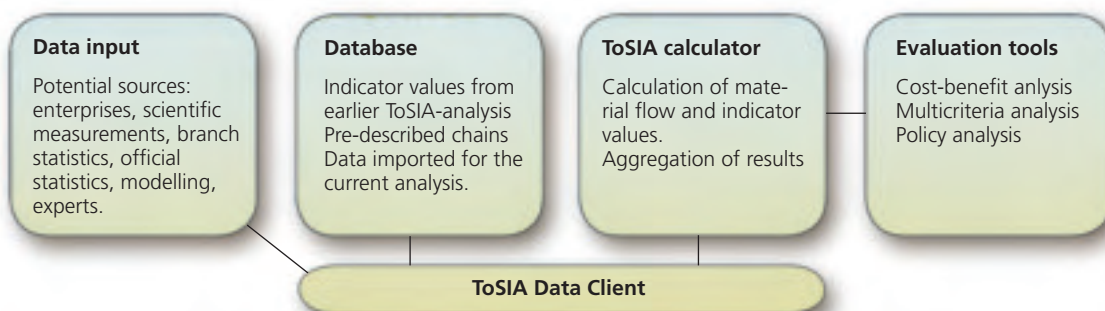 Data input
Potential sources:
enterprises, scientific
measurements, branch
statistics, official
statistics, modelling,
experts.
Database
Indicator values from
earlier ToSIA-analysis
Pre-described chains
Data imported for the
current analysis.
ToSIA calculator
Calculation of mate-
rial flow and indicator
values.
Aggregation of results
Evaluation tools
Cost-benefit anlysis
Multicriteria analysis
Policy analysis
ToSIA Data Client